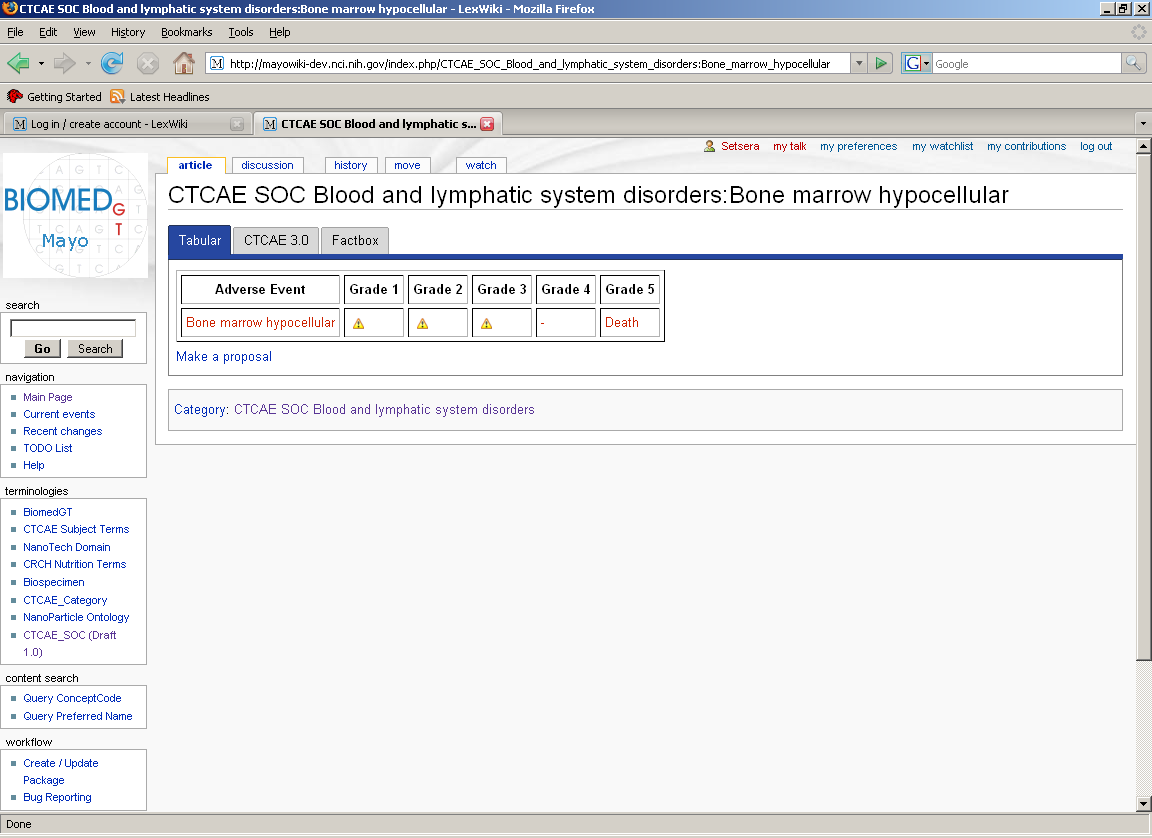 CTCAE SOC Blood and lymphatic system disorders:Bone marrow hypocellular - LexWiki - Mozilla Firefox
File Edit View History Bookmarks Tools Help
http://mayowiki-dev.nci.nih.gov/index.php/CTCAE_SOC_Blood_and_lymphatic_system_disorders:Bone_marrow_hypocellular
G Google
Getting Started Latest Headlines
M Log in / create account - LexWiki
M CTCAE SOC Blood and lymphatic s...
Setsera my talk my preferences my watchlist my contributions log out
article discussion history move watch
BIOMEDGT
Mayo
CTCAE SOC Blood and lymphatic system disorders:Bone marrow hypocellular
Tabular CTCAE 3.0 Factbox
Adverse Event Grade 1 Grade 2 Grade 3 Grade 4 Grade 5
Bone marrow hypocellular - Death
Make a proposal
Category: CTCAE SOC Blood and lymphatic system disorders
search
Go Search
navigation
Main Page
Current events
Recent changes
TODO List
Help
terminologies
BiomedGT
CTCAE Subject Terms
NanoTech Domain
CRCH Nutrition Terms
Biospecimen
CTCAE_Category
NanoParticle Ontology
CTCAE_SOC (Draft
1.0)
content search
Query ConceptCode
Query Preferred Name
workflow
Create / Update
Package
Bug Reporting
Done